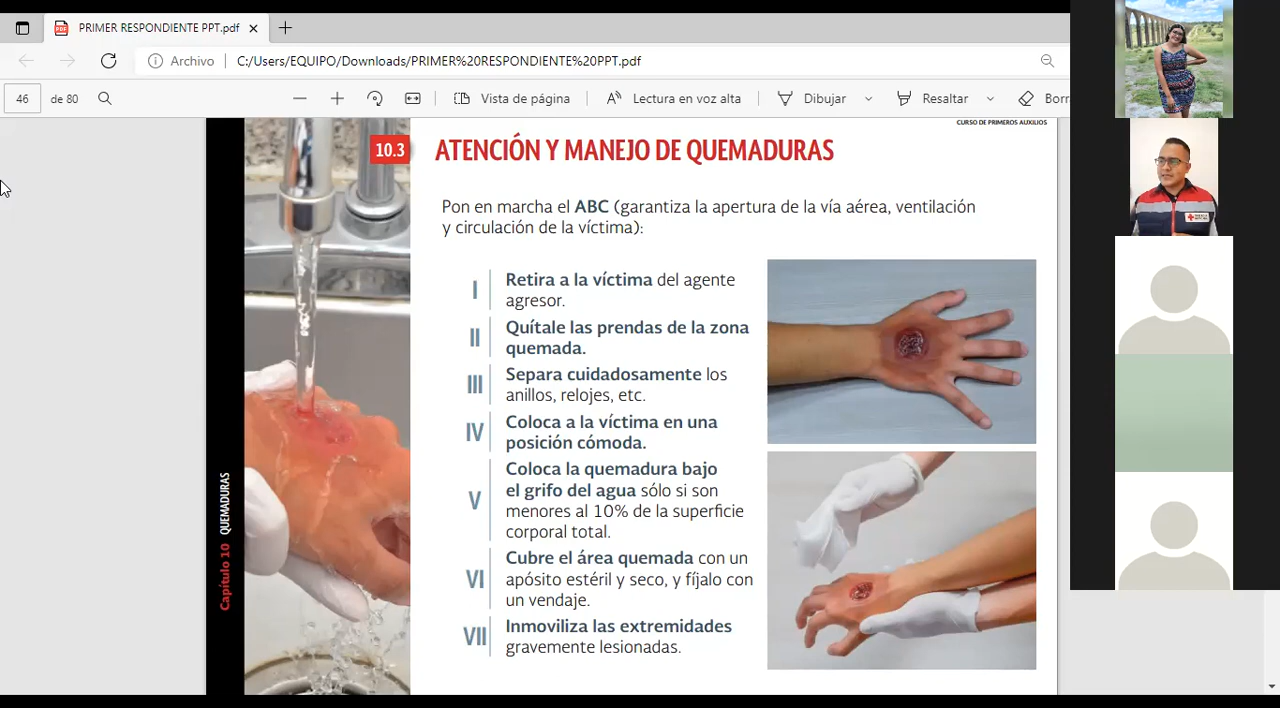 PRIMER RESPONDIENTE PPT.pdf
Archivo
C:/Users/EQUIPO/Downloads/PRIMER%20RESPONDIENTE%20PPT.pdf
46 de 80
Vista de página
Lectura en voz alta
Dibujar
Resaltar
Borr
CURSO DE PRIMEROS AUXILIOS
10.3 ATENCIÓN Y MANEJO DE QUEMADURAS
Pon en marcha el ABC (garantiza la apertura de la vía aérea, ventilación
y circulación de la víctima):
I Retira a la víctima del agente
agresor.
II Quítale las prendas de la zona
quemada.
III Separa cuidadosamente los
anillos, relojes, etc.
IV Coloca a la víctima en una
posición cómoda.
V Coloca la quemadura bajo
el grifo del agua sólo si son
menores al 10% de la superficie
corporal total.
VI Cubre el área quemada con un
apósito estéril y seco, y fíjalo con
un vendaje.
VII Inmoviliza las extremidades
gravemente lesionadas.
Capítulo 10 QUEMADURAS